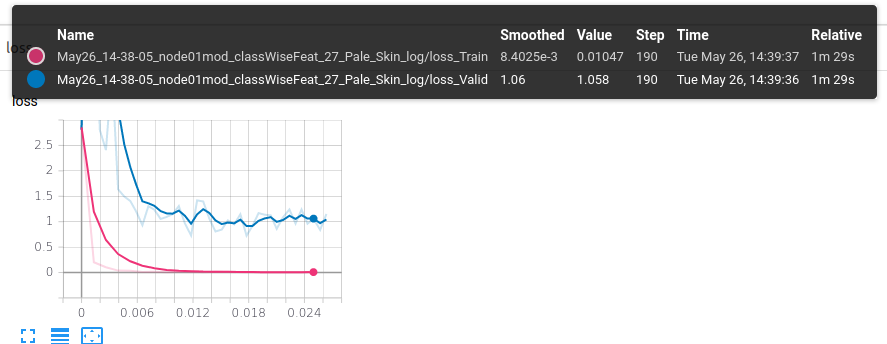 Name Smoothed Value Step Time Relative
May26_14-38-05_node01mod_classWiseFeat_27_Pale_Skin_log/loss_Train 8.4025e-3 0.01047 190 Tue May 26, 14:39:37 1m 29s
May26_14-38-05_node01mod_classWiseFeat_27_Pale_Skin_log/loss_Valid 1.06 1.058 190 Tue May 26, 14:39:36 1m 29s
los
loss
2.5
2
1.5
1
0.5
0
0 0.006 0.012 0.018 0.024